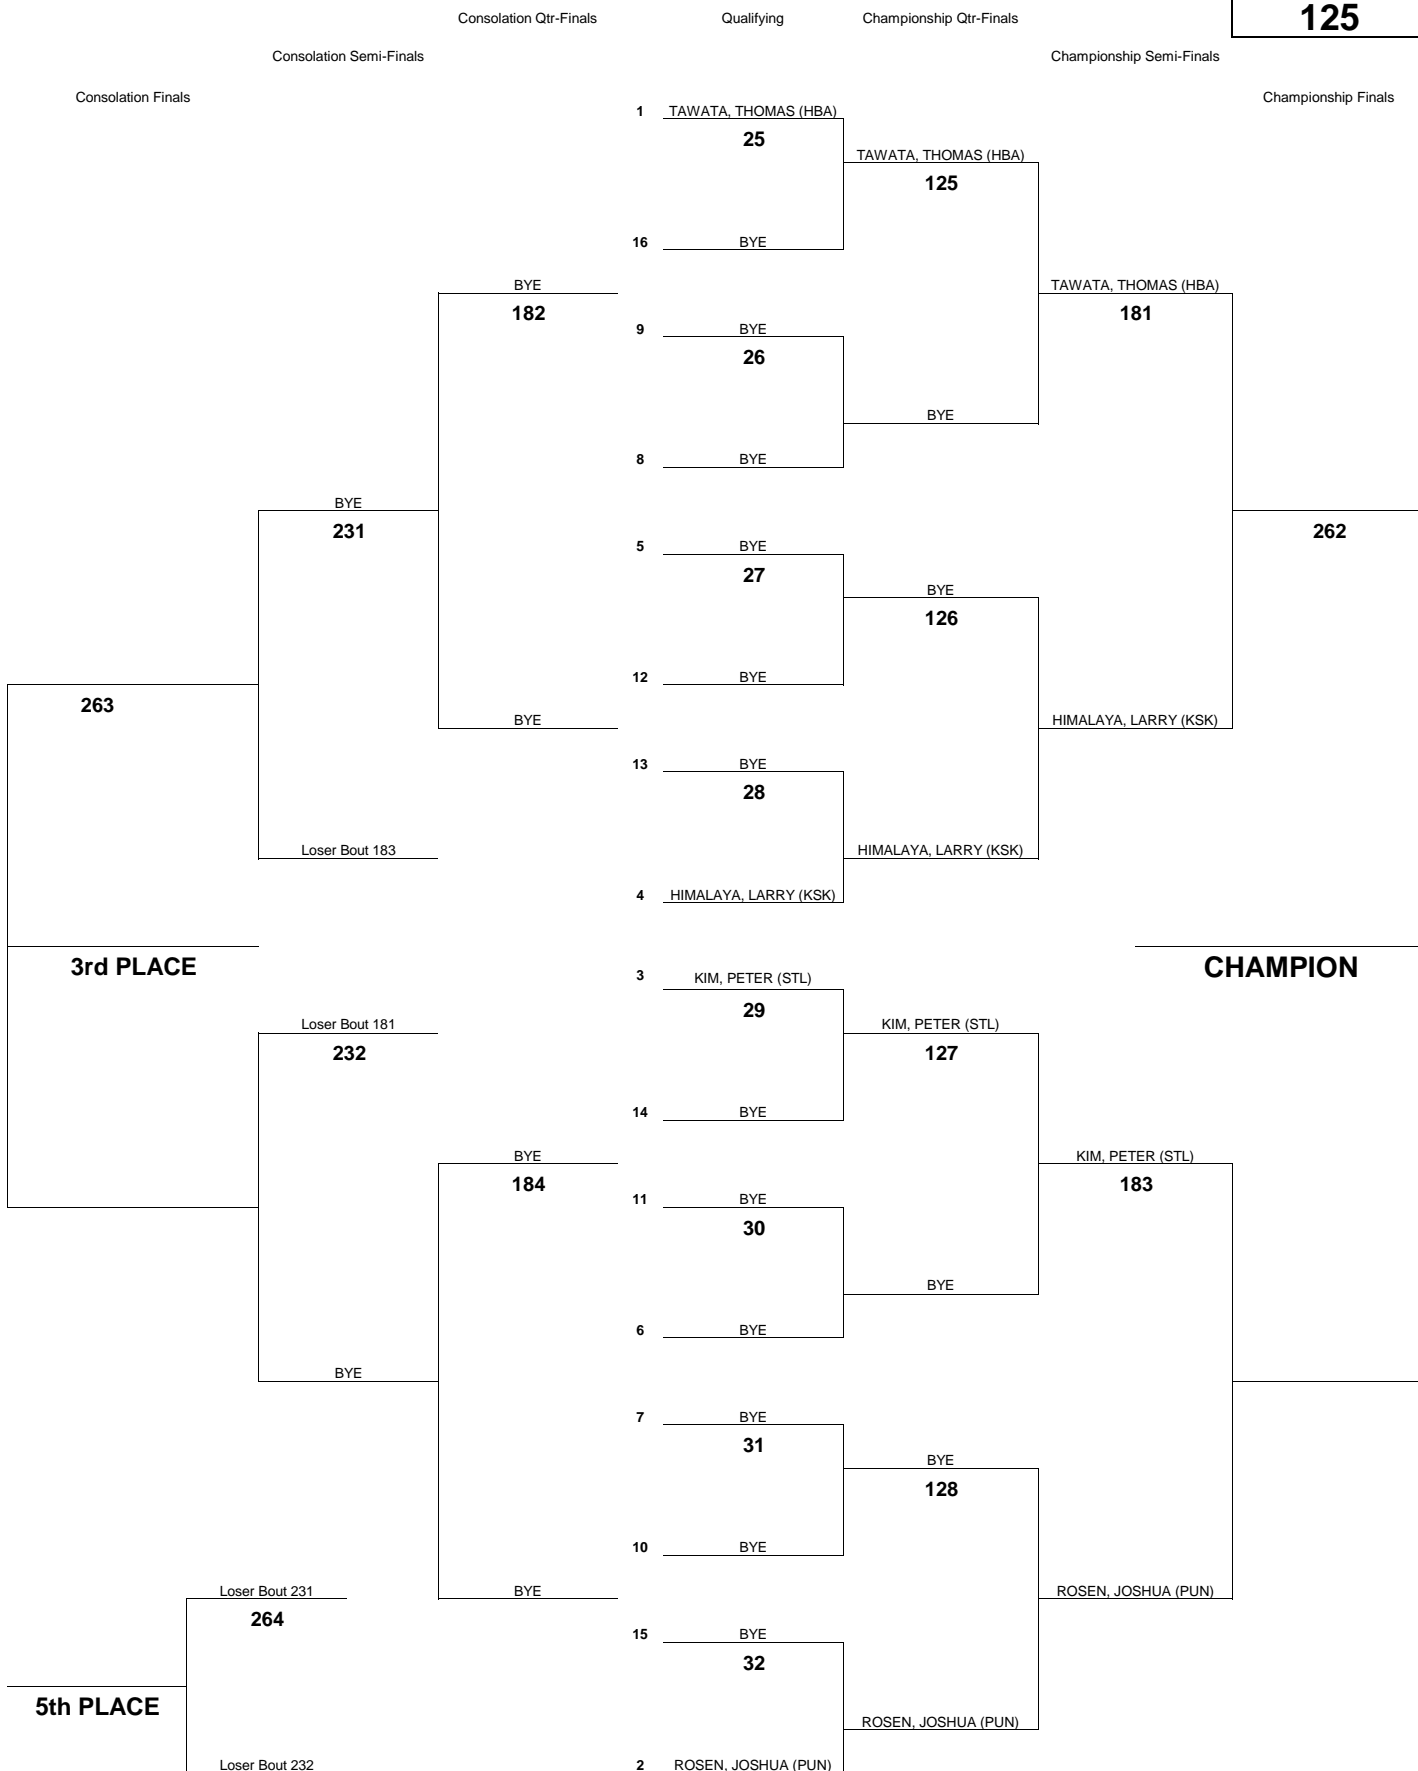 125
Consolation Qtr-Finals Qualifying Championship Qtr-Finals
Consolation Semi-Finals Championship Semi-Finals
Consolation Finals Championship Finals
1 TAWATA, THOMAS (HBA)
25
TAWATA, THOMAS (HBA)
125
16 BYE
BYE TAWATA, THOMAS (HBA)
182 181
9 BYE
26
BYE
8 BYE
BYE
231 262
5 BYE
27
BYE
126
12 BYE
263
BYE HIMALAYA, LARRY (KSK)
13 BYE
28
Loser Bout 183 HIMALAYA, LARRY (KSK)
4 HIMALAYA, LARRY (KSK)
3rd PLACE CHAMPION
3 KIM, PETER (STL)
29
Loser Bout 181 KIM, PETER (STL)
232 127
14 BYE
BYE KIM, PETER (STL)
184 183
11 BYE
30
BYE
6 BYE
BYE
7 BYE
31
BYE
128
10 BYE
Loser Bout 231 BYE ROSEN, JOSHUA (PUN)
264
15 BYE
32
5th PLACE
ROSEN, JOSHUA (PUN)
Loser Bout 232 2 ROSEN, JOSHUA (PUN)